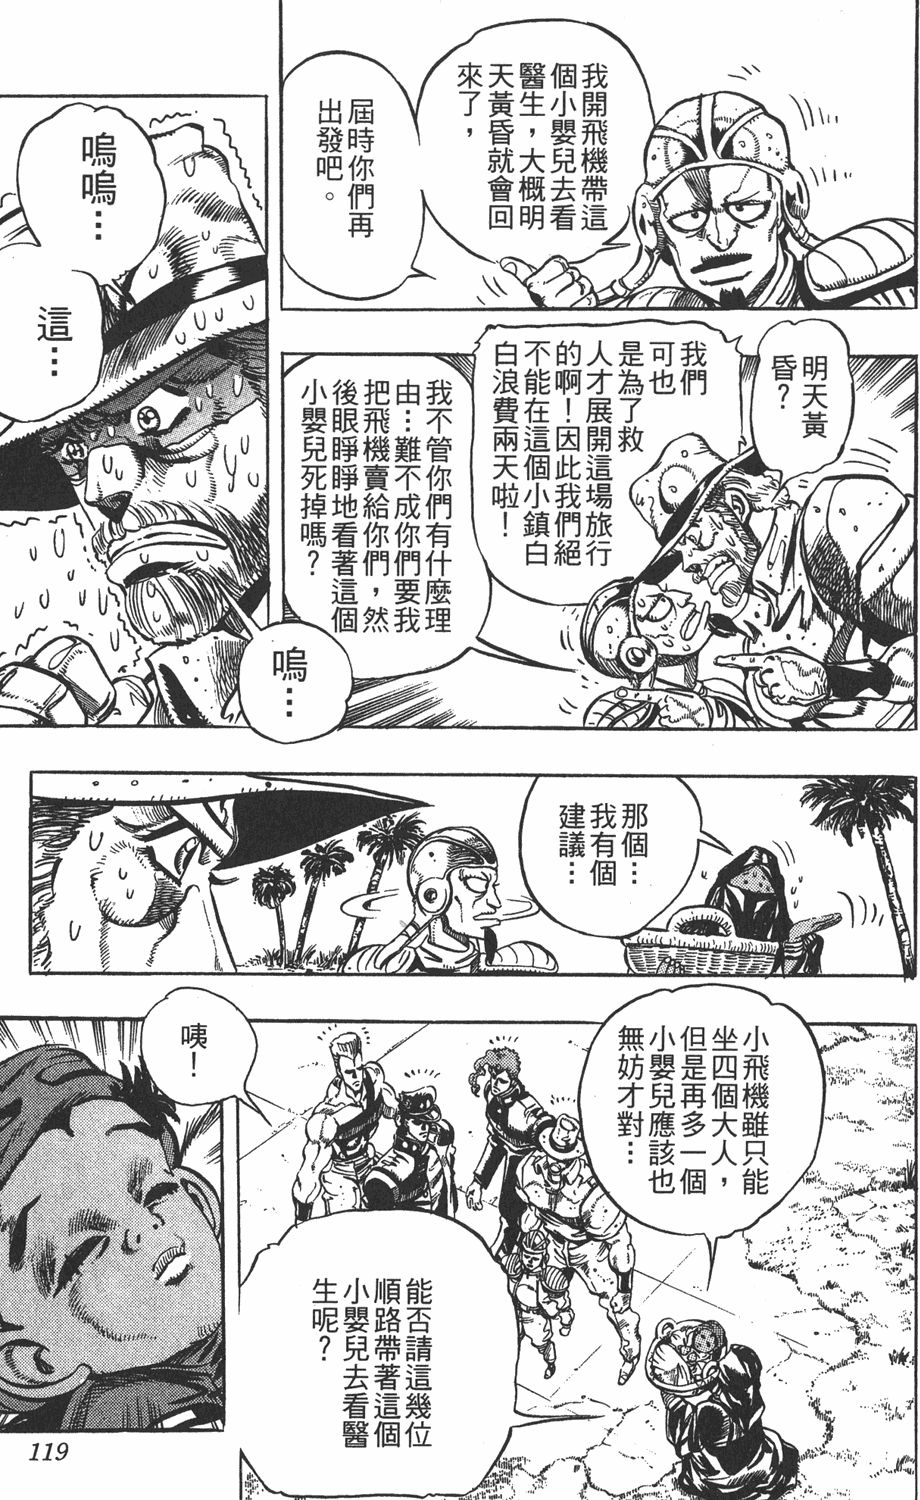 我開飛機帶這
個小嬰兒去看
醫生，大概明
天黃昏就會回
來了，
屆時你們再
出發吧。
明天黃
昏？
我們
可也
是為了救
人才展開這場旅行
的啊！因此我們絕
不能在這個小鎮白
白浪費兩天啦！
我不管你們有什麼理
由…難不成你們要我
把飛機賣給你們，然
後眼睜睜地看著這個
小嬰兒死掉嗎？
嗚…
嗚嗚…
這…
那個…
我有個
建議…
小飛機雖只能
坐四個大人，
但是再多一個
小嬰兒應該也
無妨才對…
能否請這幾位
順路帶著這個
小嬰兒去看醫
生呢？
咦！
119